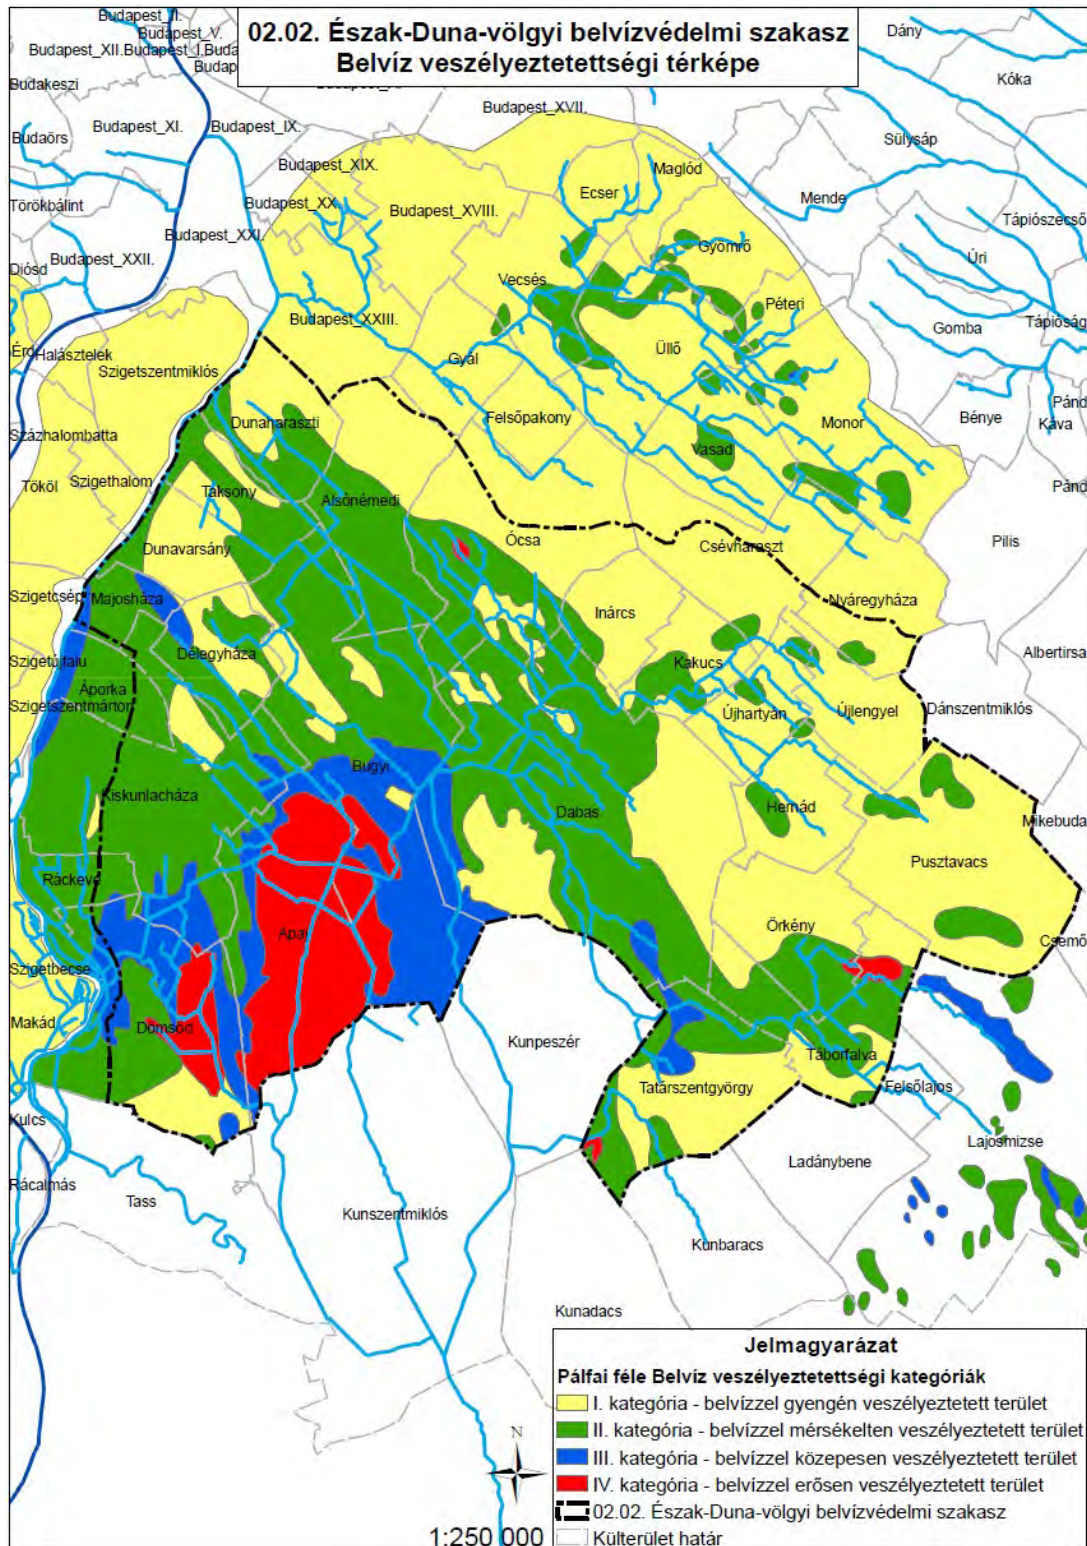 02.02. Észak-Duna-völgyi belvízvédelmi szakasz
Belvíz veszélyeztetettségi térképe
Budapest_II.
Budapest_V.
Budapest_XII.
Budapest_I.
Dány
Kóka
Budakeszi
Budapest_XVII.
Budaörs
Budapest_XI.
Budapest_IX.
Sülysáp
Budapest_XIX.
Maglód
Ecser
Mende
Törökbálint
Budapest_XX.
Budapest_XVIII.
Tápiószecső
Budapest_XXI.
Gyömrő
Úri
Diósd
Budapest_XXII.
Vecsés
Péteri
Budapest_XXIII.
Gomba
Tápióság
Érd
Halásztelek
Üllő
Szigetszentmiklós
Gyál
Pánd
Dunaharaszti
Felsőpakony
Monor
Bénye
Káva
Százhalombatta
Vasad
Tököl
Szigethalom
Taksony
Alsónémedi
Pánd
Ócsa
Csévharaszt
Pilis
Dunavarsány
Szigetcsép
Majosháza
Inárcs
Nyáregyháza
Délegyháza
Albertirsa
Szigetújfalu
Kakucs
Áporka
Szigetszentmárton
Újhartyán
Újlengyel
Dánszentmiklós
Bugyi
Kiskunlacháza
Dabas
Hernád
Mikebuda
Pusztavacs
Ráckeve
Örkény
Apaj
Csemő
Szigetbecse
Makád
Dömsöd
Kunpeszér
Táborfalva
Tatárszentgyörgy
Felsőlajos
Kulcs
Lajosmizse
Ladánybene
Rácalmás
Tass
Kunszentmiklós
Kunbaracs
Kunadacs
Jelmagyarázat
Pálfai féle Belvíz veszélyeztetettségi kategóriák
I. kategória - belvízzel gyengén veszélyeztetett terület
II. kategória - belvízzel mérsékelten veszélyeztetett terület
III. kategória - belvízzel közepesen veszélyeztetett terület
IV. kategória - belvízzel erősen veszélyeztetett terület
02.02. Észak-Duna-völgyi belvízvédelmi szakasz
Külterület határ
N
1:250 000